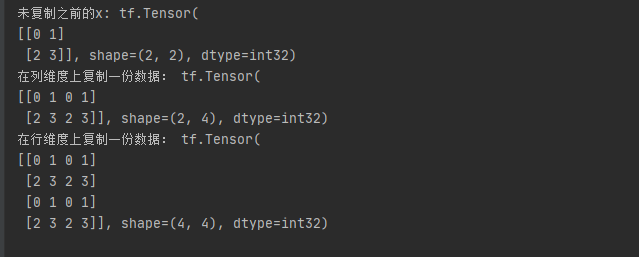 未复制之前的x: tf.Tensor(
[[0 1]
 [2 3]], shape=(2, 2), dtype=int32)
在列维度上复制一份数据: tf.Tensor(
[[0 1 0 1]
 [2 3 2 3]], shape=(2, 4), dtype=int32)
在行维度上复制一份数据: tf.Tensor(
[[0 1 0 1]
 [2 3 2 3]
 [0 1 0 1]
 [2 3 2 3]], shape=(4, 4), dtype=int32)